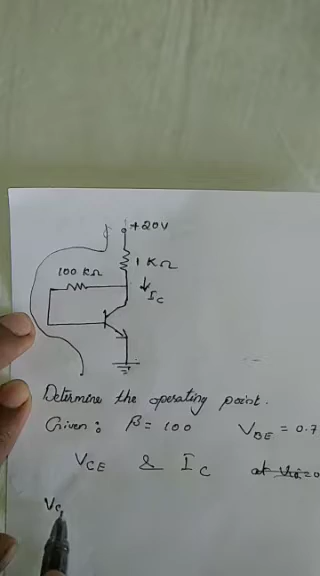 +20V
1 KΩ
100 KΩ
IC
Determine the operating point.
Given: β = 100 VBE = 0.7
VCE & IC
VC